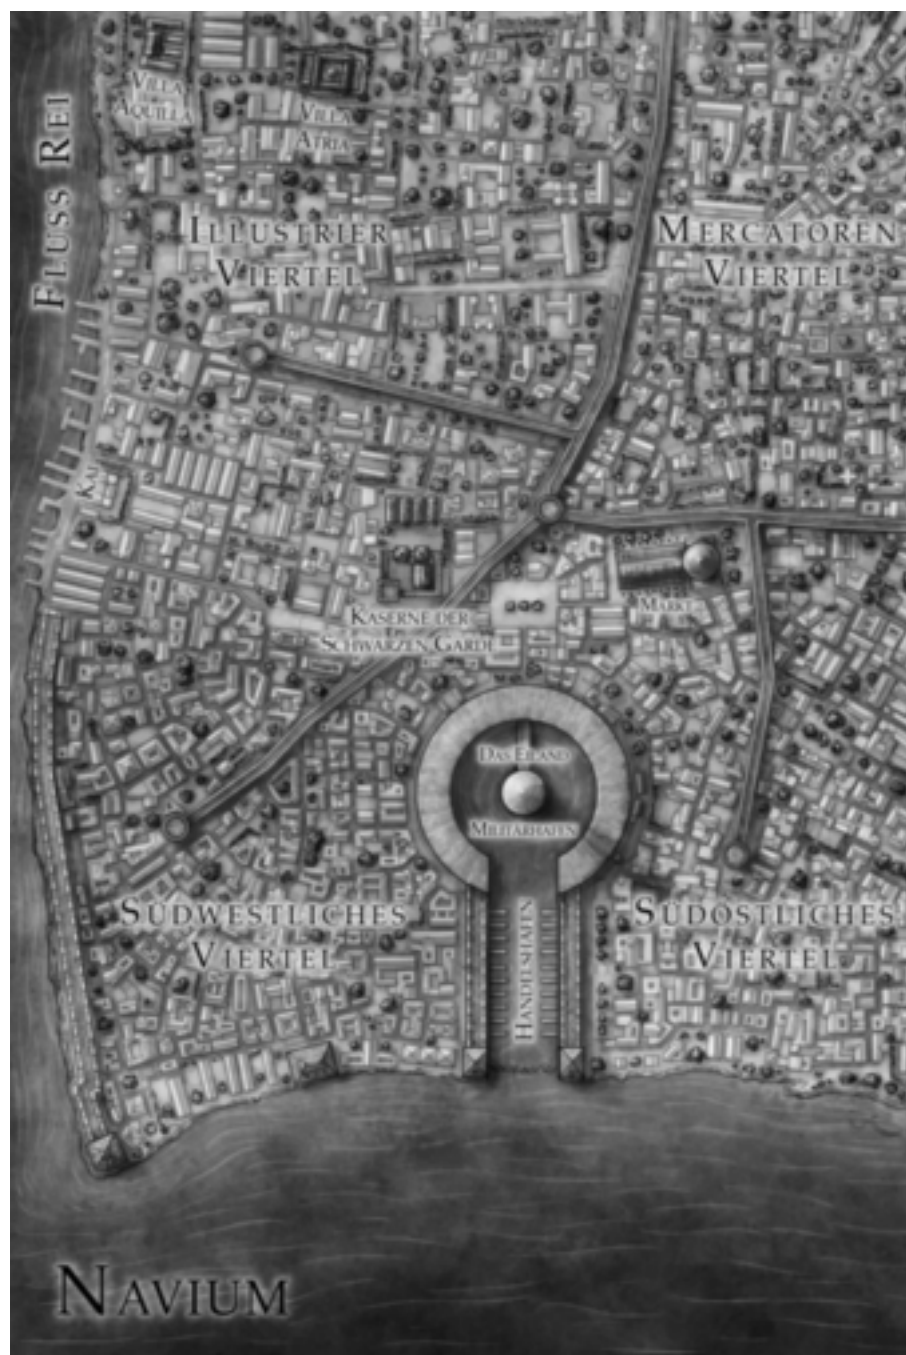 VILLA
AQUILLA
VILLA
ATRIA
FLUSS REI
ILLUSTRIER
VIERTEL
MERCATOREN
VIERTEL
KAI
MARKT
KASERNE DER
SCHWARZEN GARDE
DAS EILAND
MILITÄRHAFEN
HANDELSHAFEN
SÜDWESTLICHES
VIERTEL
SÜDÖSTLICHES
VIERTEL
NAVIUM